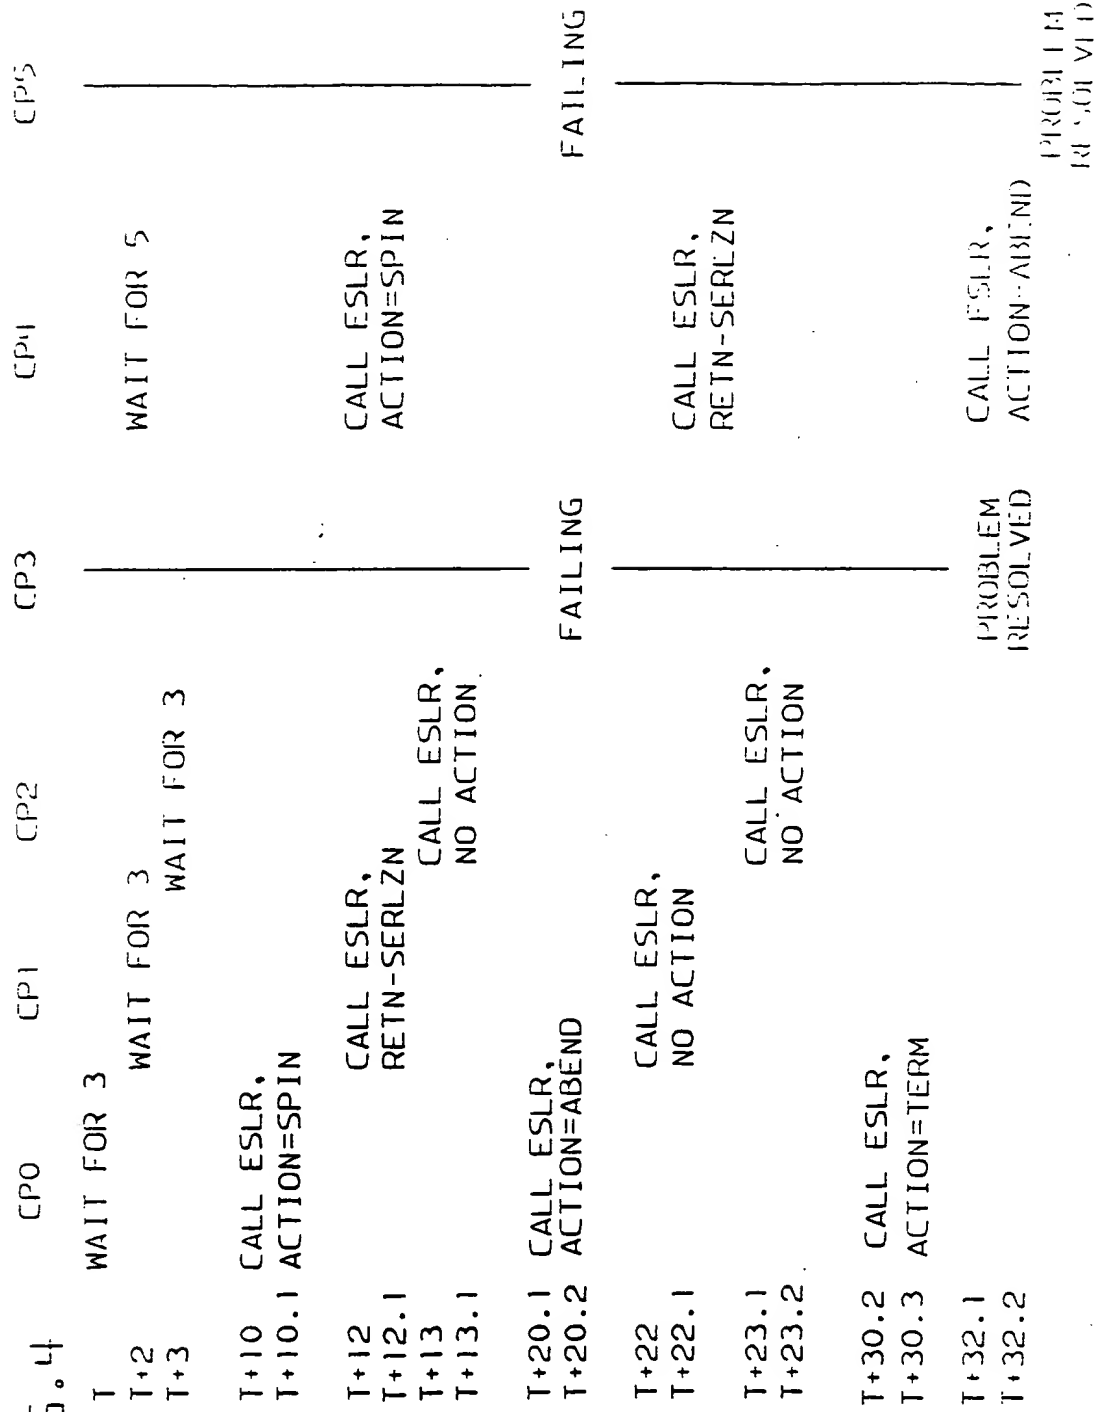 CP0 CP1 CP2 CP3 CP4 CP5
T WAIT FOR 3
T+2 WAIT FOR 3 WAIT FOR 5
T+3 WAIT FOR 3
T+10 CALL ESLR,
T+10.1 ACTION=SPIN
T+12 CALL ESLR, CALL ESLR,
T+12.1 RETN-SERLZN ACTION=SPIN
T+13 CALL ESLR,
T+13.1 NO ACTION
T+20.1 CALL ESLR,
T+20.2 ACTION=ABEND FAILING FAILING
T+22 CALL ESLR,
T+22.1 NO ACTION CALL ESLR,
RETN-SERLZN
T+23.1 CALL ESLR,
T+23.2 NO ACTION
T+30.2 CALL ESLR,
T+30.3 ACTION=TERM
T+32.1 PROBLEM CALL ESLR,
T+32.2 RESOLVED ACTION=ABEND
PROBLEM
RESOLVED